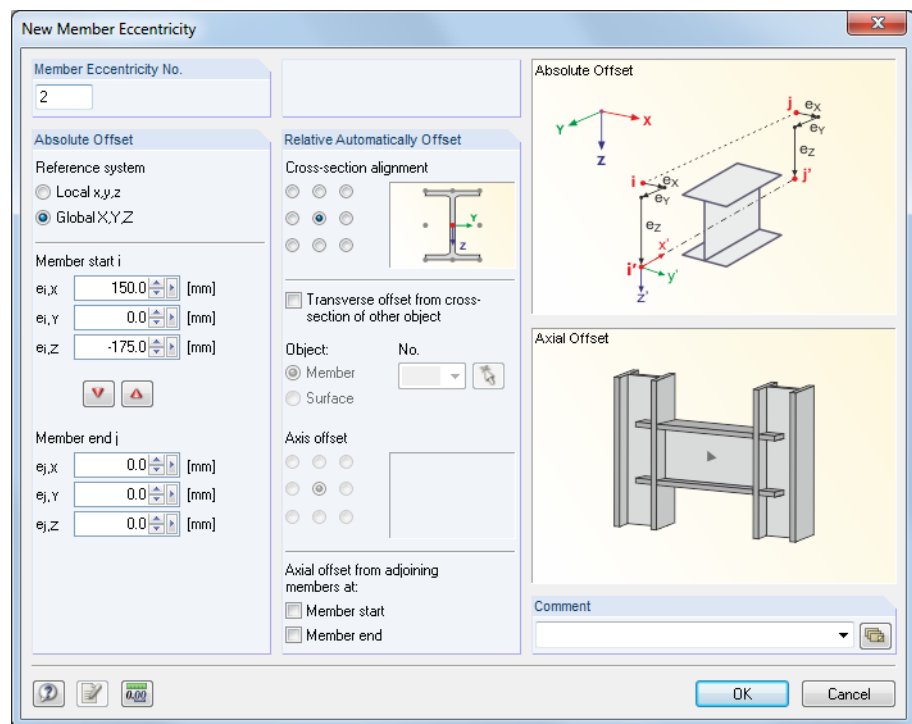 New Member Eccentricity
Member Eccentricity No.
2
Absolute Offset
Reference system
Local x,y,z
Global X,Y,Z
Member start i
ei,X 150.0 [mm]
ei,Y 0.0 [mm]
ei,Z -175.0 [mm]
Member end j
ej,X 0.0 [mm]
ej,Y 0.0 [mm]
ej,Z 0.0 [mm]
Relative Automatically Offset
Cross-section alignment
Y
Z
Transverse offset from cross-
section of other object
Object: No.
Member
Surface
Axis offset
Axial offset from adjoining
members at:
Member start
Member end
Absolute Offset
j eX
eY
Y X
Z
eZ
i eX j'
eY
eZ
x'
i' y'
z'
Axial Offset
Comment
0.00
OK Cancel